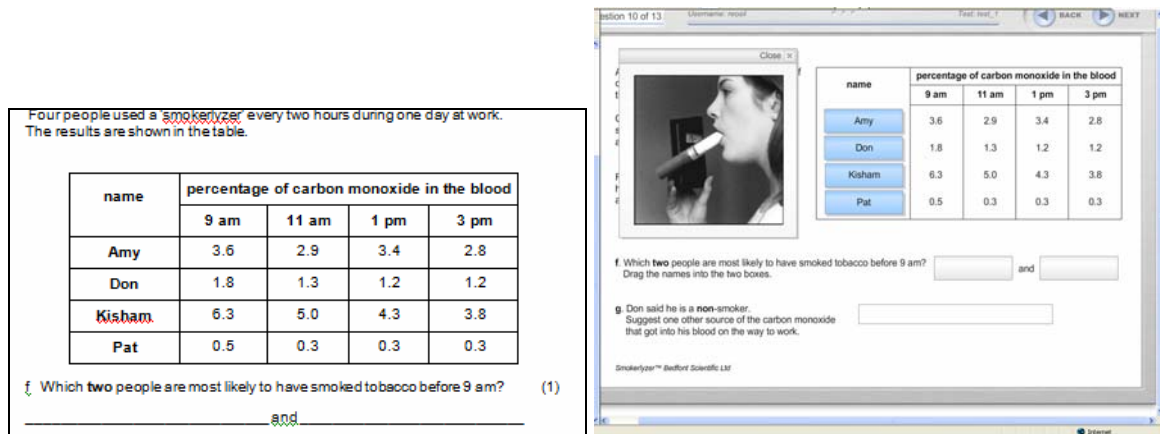 Four people used a 'smokerlyzer' every two hours during one day at work.
The results are shown in the table.
name percentage of carbon monoxide in the blood
9 am 11 am 1 pm 3 pm
Amy 3.6 2.9 3.4 2.8
Don 1.8 1.3 1.2 1.2
Kisham 6.3 5.0 4.3 3.8
Pat 0.5 0.3 0.3 0.3
f Which two people are most likely to have smoked tobacco before 9 am? (1)
and
estion 10 of 13 Username: Test: test_1 BACK NEXT
Close x
name percentage of carbon monoxide in the blood
9 am 11 am 1 pm 3 pm
Amy 3.6 2.9 3.4 2.8
Don 1.8 1.3 1.2 1.2
Kisham 6.3 5.0 4.3 3.8
Pat 0.5 0.3 0.3 0.3
f. Which two people are most likely to have smoked tobacco before 9 am?
Drag the names into the two boxes.
and
g. Don said he is a non-smoker.
Suggest one other source of the carbon monoxide
that got into his blood on the way to work.
Smokerlyzer™ Bedfont Scientific Ltd
Internet